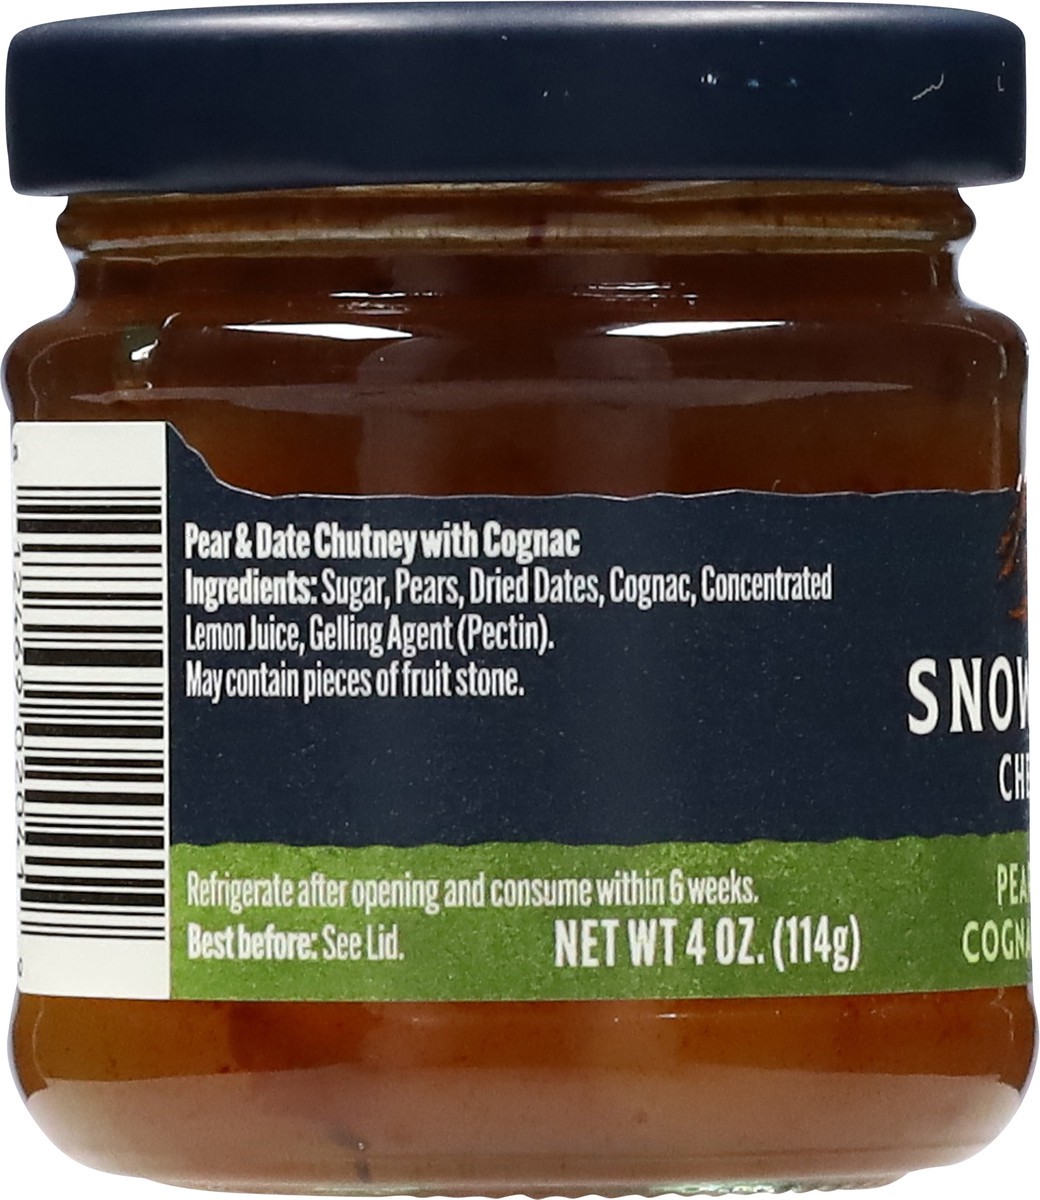 Pear & Date Chutney with Cognac
Ingredients: Sugar, Pears, Dried Dates, Cognac, Concentrated
Lemon Juice, Gelling Agent (Pectin).
May contain pieces of fruit stone.
SNOW
CHE
PEA
COGNA
Refrigerate after opening and consume within 6 weeks.
Best before: See Lid.
NET WT 4 OZ. (114g)